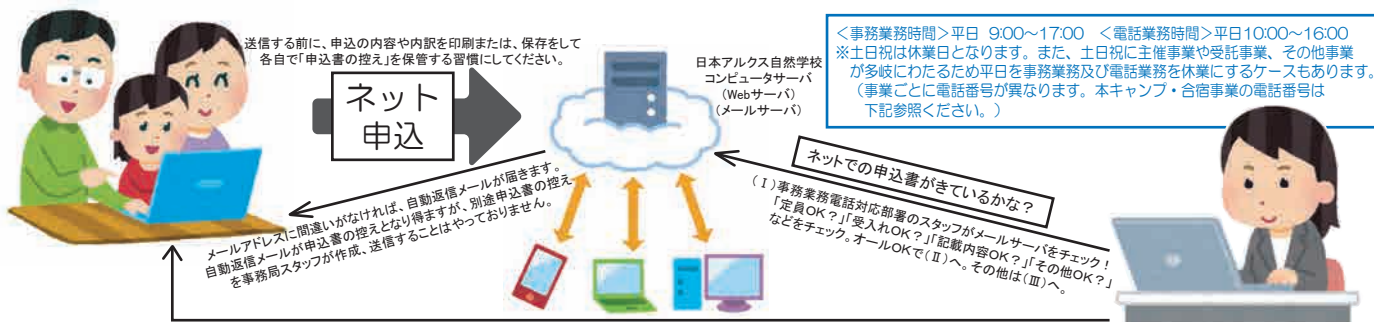 送信する前に、申込の内容や内訳を印刷または、保存をして
各自で「申込書の控え」を保管する習慣にしてください。
ネット
申込
日本アルクス自然学校
コンピュータサーバ
(Webサーバ)
(メールサーバ)
<事務業務時間>平日 9:00~17:00 <電話業務時間>平日10:00~16:00
※土日祝は休業日となります。また、土日祝に主催事業や受託事業、その他事業
が多岐にわたるため平日を事務業務及び電話業務を休業にするケースもあります。
(事業ごとに電話番号が異なります。本キャンプ・合宿事業の電話番号は
下記参照ください。)
メールアドレスに間違いがなければ、自動返信メールが届きます。
自動返信メールが申込書の控えとなり得ますが、別途申込書の控え
を事務局スタッフが作成、送信することはやっておりません。
ネットでの申込書がきているかな?
(Ⅰ)事務業務電話対応部署のスタッフがメールサーバをチェック!
「定員OK?」「受入れOK?」「記載内容OK?」「その他OK?」
などをチェック。オールOKで(Ⅱ)へ。その他は(Ⅲ)へ。